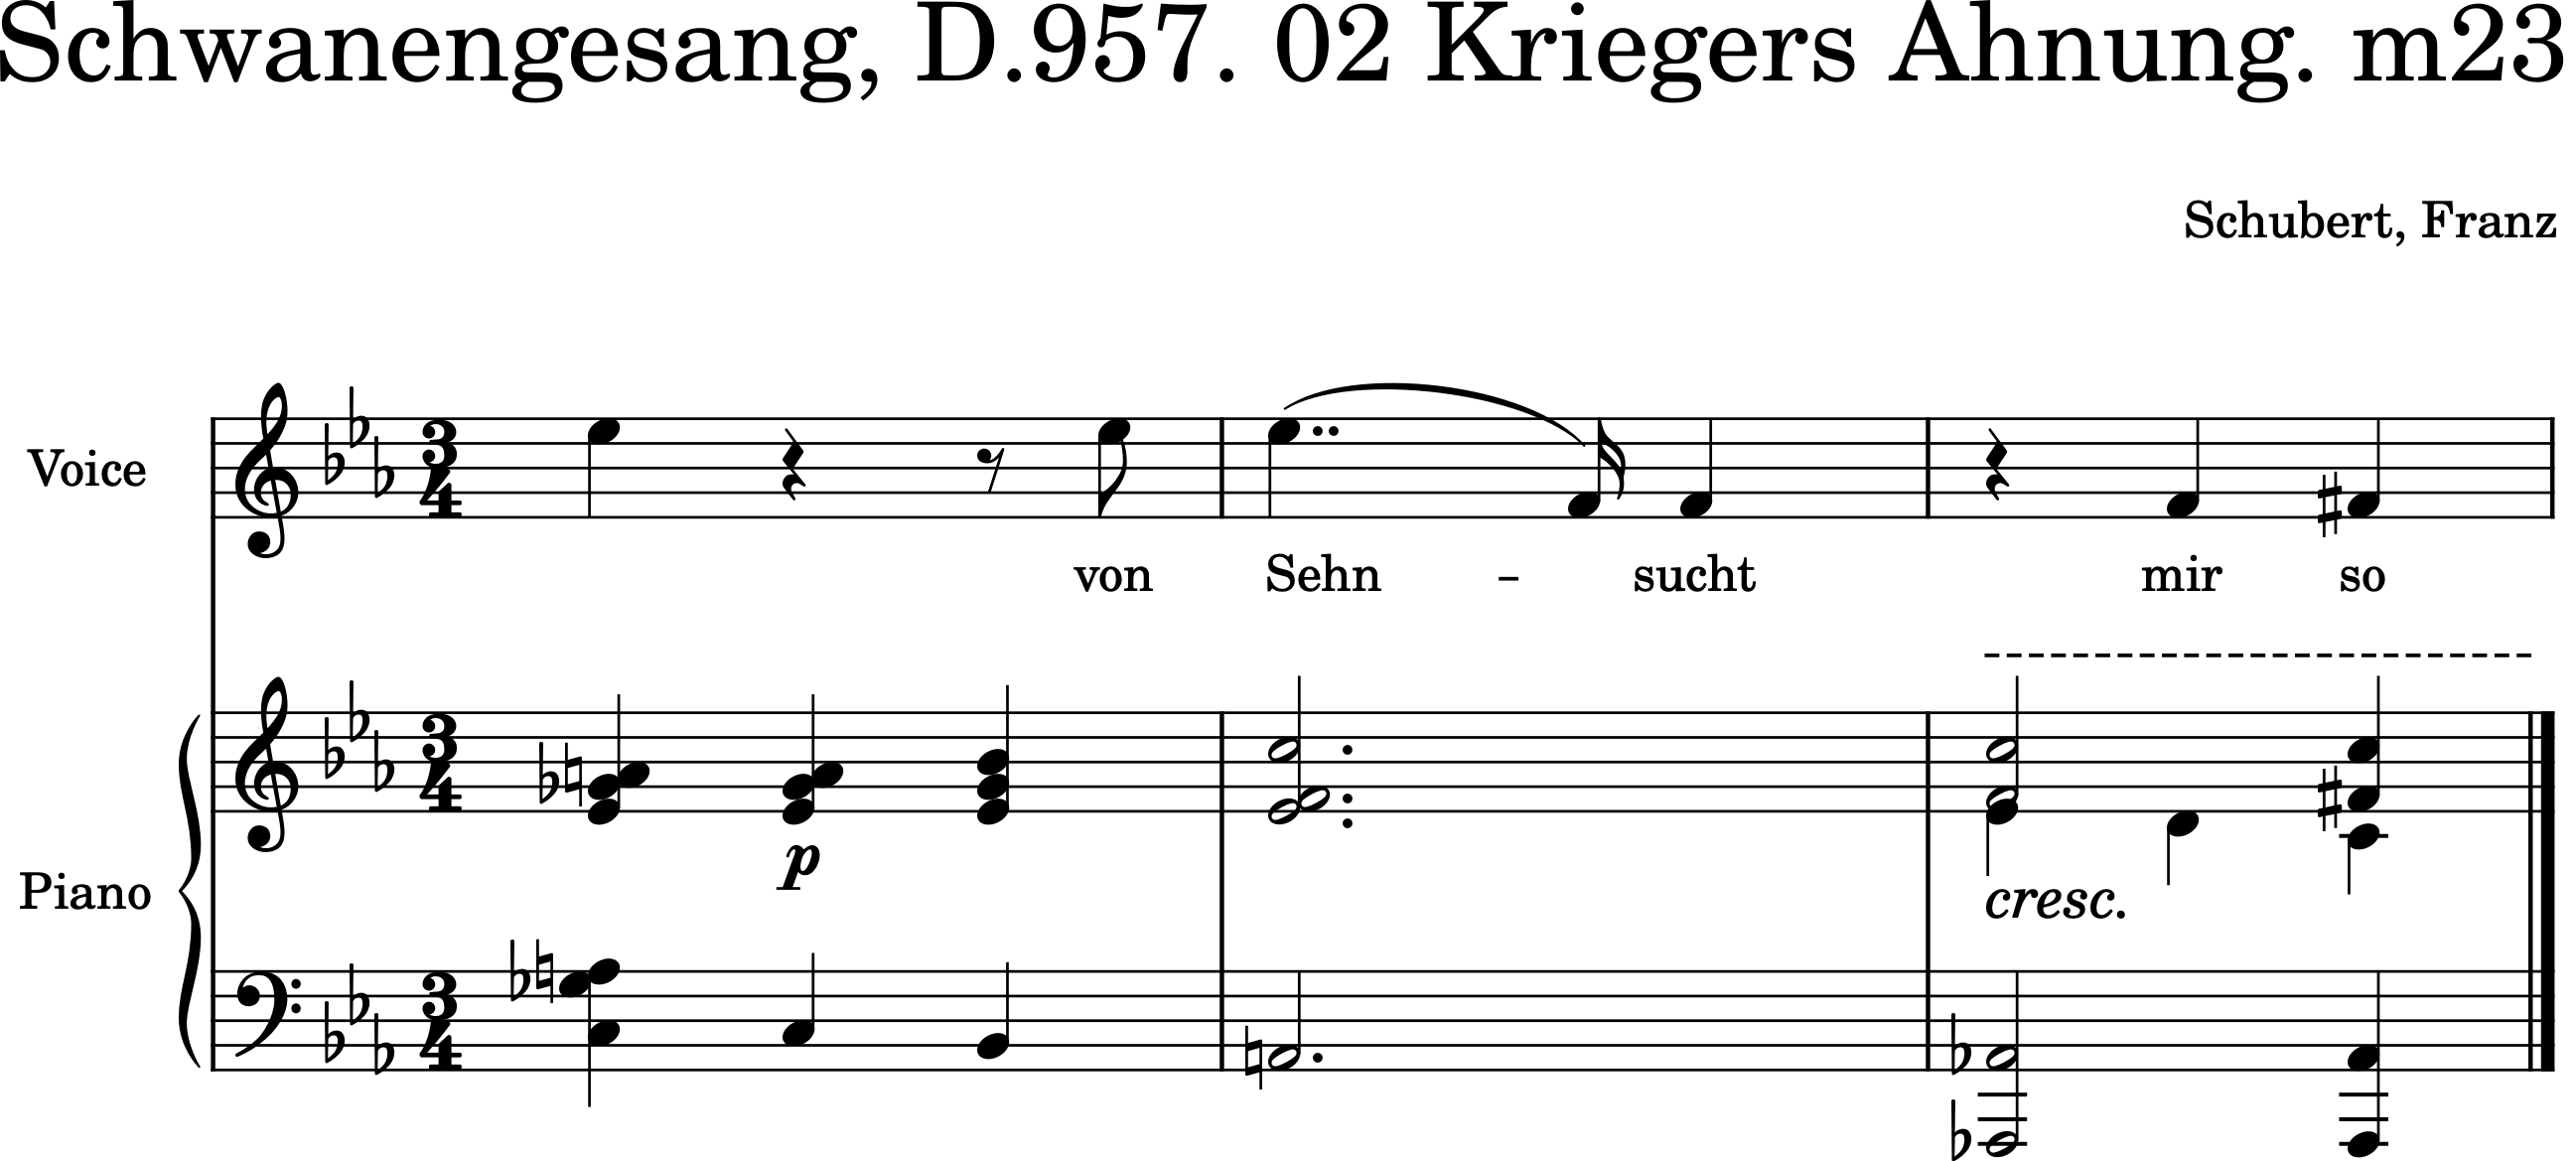 Schwanengesang, D.957. 02 Kriegers Ahnung. m23
Schubert, Franz
Voice
von Sehn - sucht mir so
Piano
p
cresc.